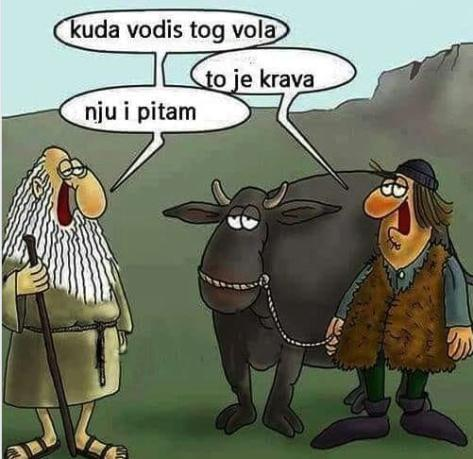 kuda vodis tog vola
to je krava
nju i pitam